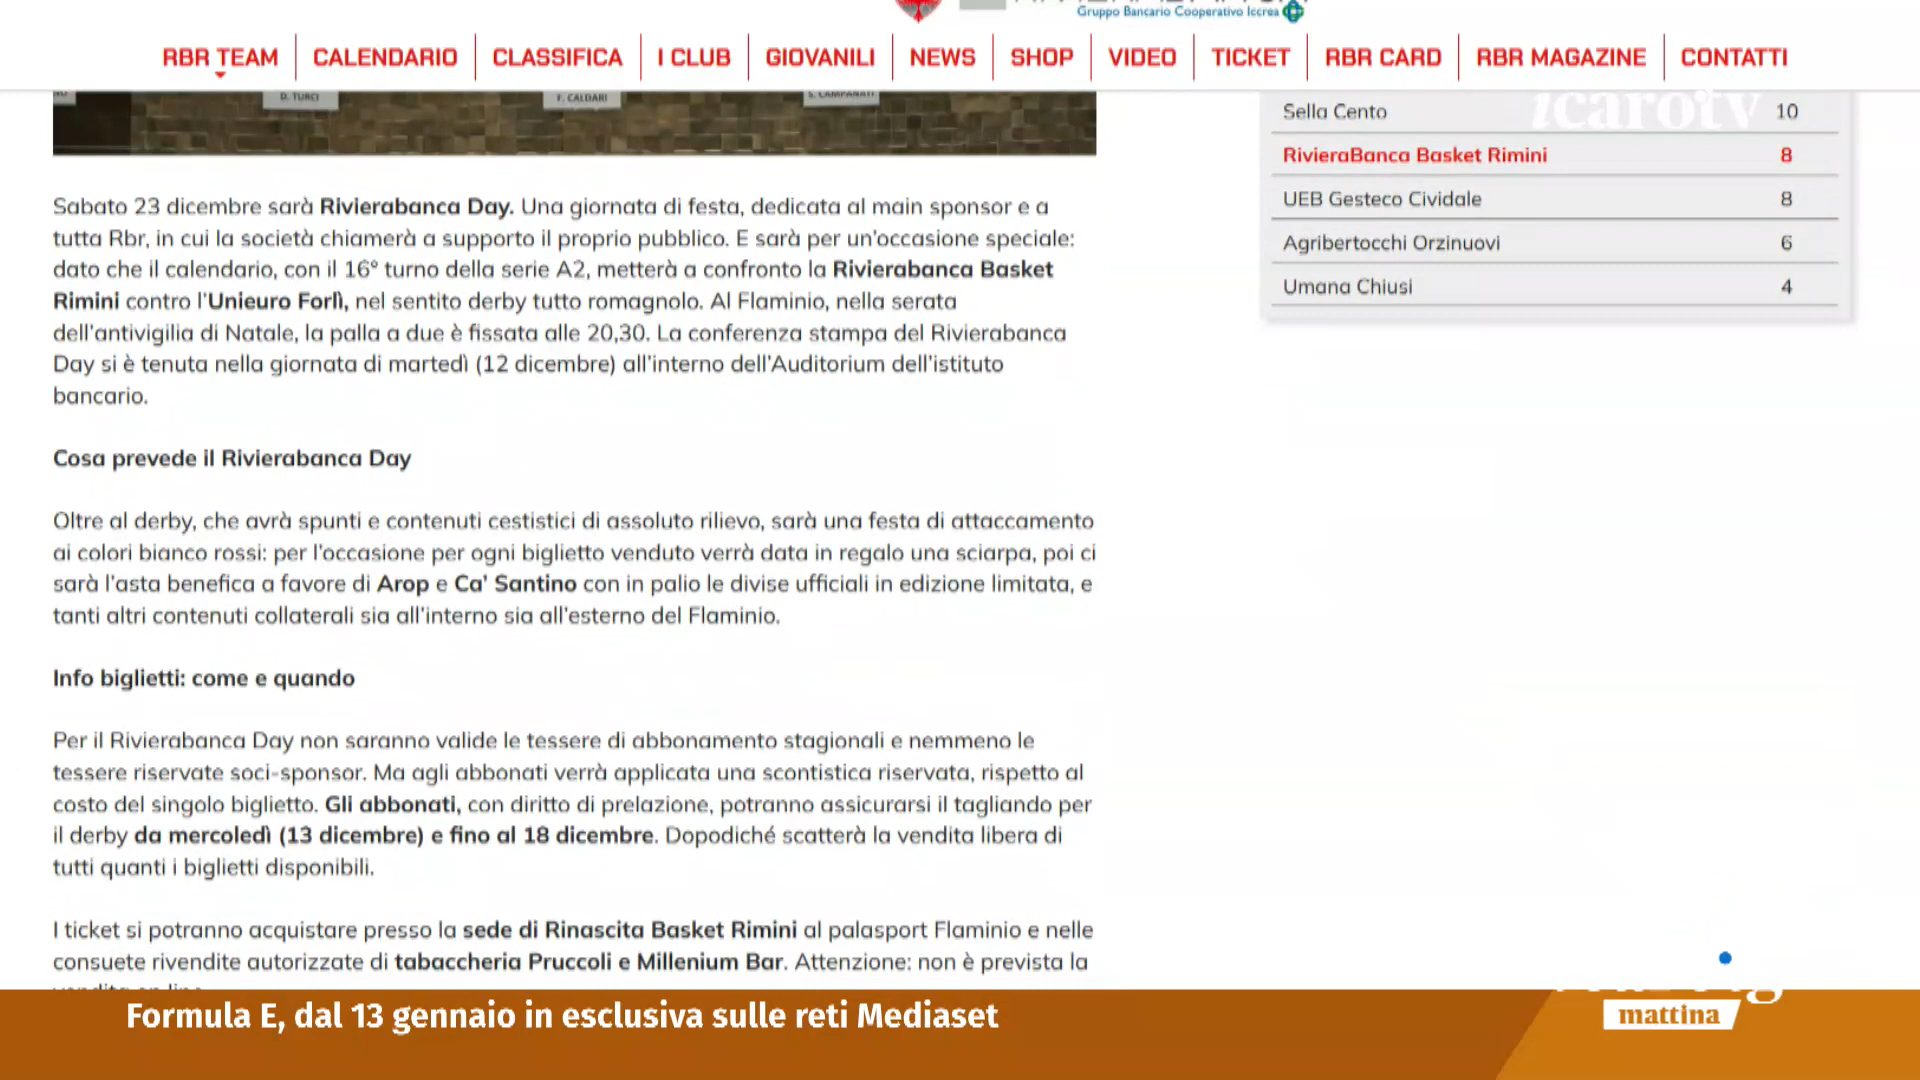 Gruppo Bancario Cooperativo Iccrea
RBR TEAM CALENDARIO CLASSIFICA I CLUB GIOVANILI NEWS SHOP VIDEO TICKET RBR CARD RBR MAGAZINE CONTATTI
D. TURCI F. CALDARI S. CAMPANATI
icarotv
Sella Cento 10
RivieraBanca Basket Rimini 8
UEB Gesteco Cividale 8
Agribertocchi Orzinuovi 6
Umana Chiusi 4
Sabato 23 dicembre sarà Rivierabanca Day. Una giornata di festa, dedicata al main sponsor e a
tutta Rbr, in cui la società chiamerà a supporto il proprio pubblico. E sarà per un'occasione speciale:
dato che il calendario, con il 16° turno della serie A2, metterà a confronto la Rivierabanca Basket
Rimini contro l'Unieuro Forlì, nel sentito derby tutto romagnolo. Al Flaminio, nella serata
dell'antivigilia di Natale, la palla a due è fissata alle 20,30. La conferenza stampa del Rivierabanca
Day si è tenuta nella giornata di martedì (12 dicembre) all'interno dell'Auditorium dell'istituto
bancario.
Cosa prevede il Rivierabanca Day
Oltre al derby, che avrà spunti e contenuti cestistici di assoluto rilievo, sarà una festa di attaccamento
ai colori bianco rossi: per l'occasione per ogni biglietto venduto verrà data in regalo una sciarpa, poi ci
sarà l'asta benefica a favore di Arop e Ca' Santino con in palio le divise ufficiali in edizione limitata, e
tanti altri contenuti collaterali sia all'interno sia all'esterno del Flaminio.
Info biglietti: come e quando
Per il Rivierabanca Day non saranno valide le tessere di abbonamento stagionali e nemmeno le
tessere riservate soci-sponsor. Ma agli abbonati verrà applicata una scontistica riservata, rispetto al
costo del singolo biglietto. Gli abbonati, con diritto di prelazione, potranno assicurarsi il tagliando per
il derby da mercoledì (13 dicembre) e fino al 18 dicembre. Dopodiché scatterà la vendita libera di
tutti quanti i biglietti disponibili.
I ticket si potranno acquistare presso la sede di Rinascita Basket Rimini al palasport Flaminio e nelle
consuete rivendite autorizzate di tabaccheria Pruccoli e Millenium Bar. Attenzione: non è prevista la
Formula E, dal 13 gennaio in esclusiva sulle reti Mediaset
mattina